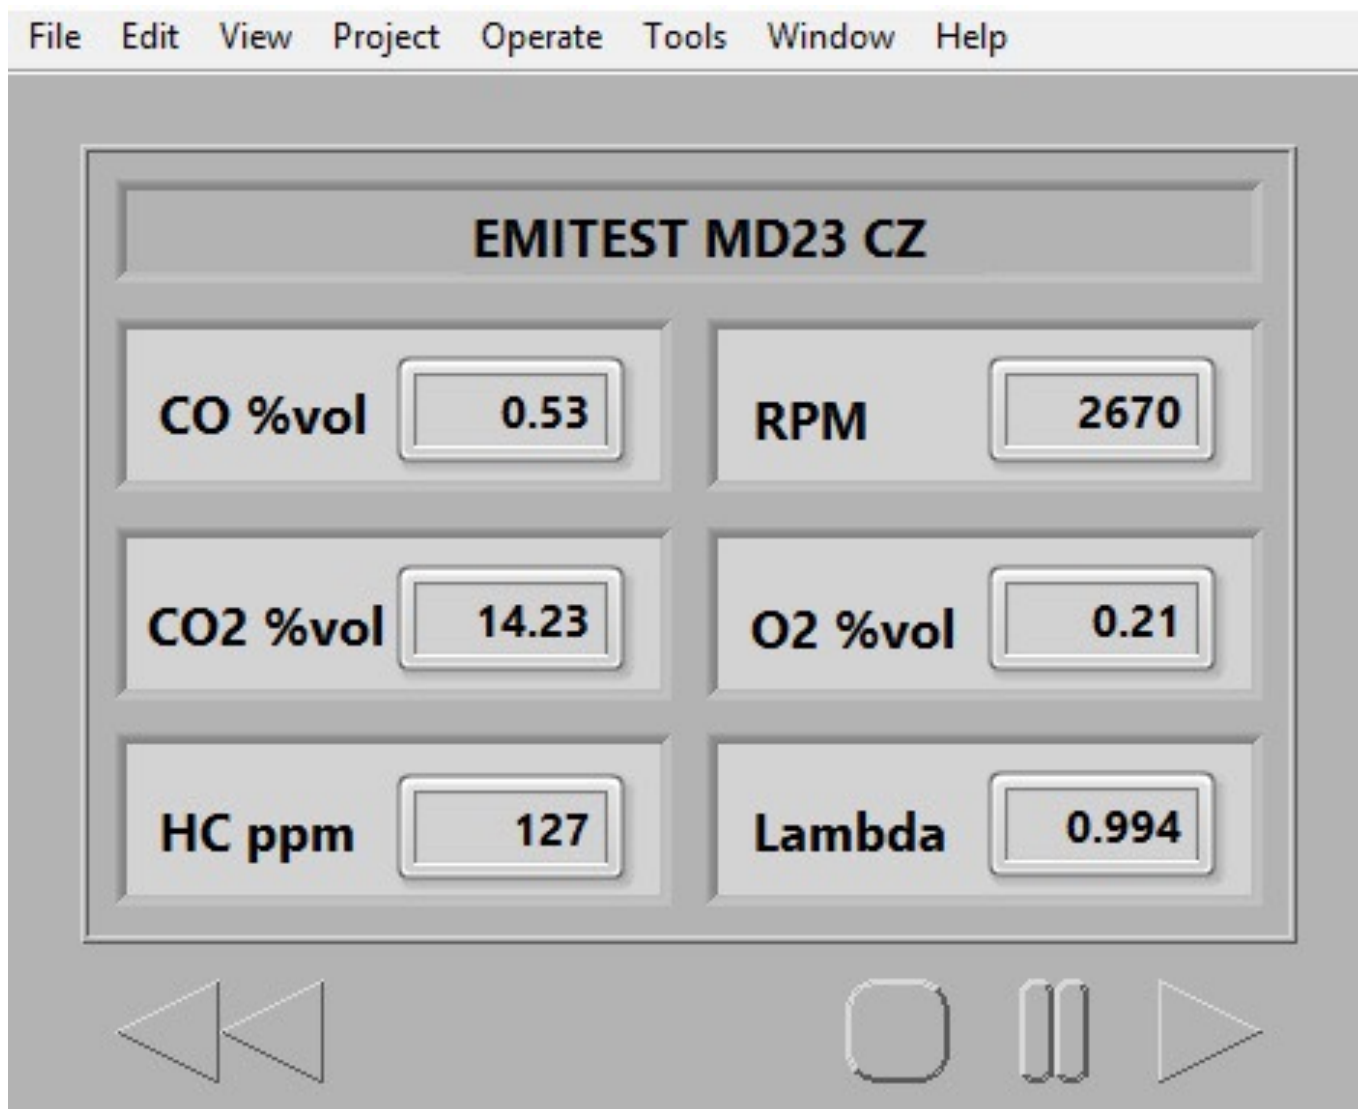 File Edit View Project Operate Tools Window Help
EMITEST MD23 CZ
CO %vol 0.53
RPM 2670
CO2 %vol 14.23
O2 %vol 0.21
HC ppm 127
Lambda 0.994